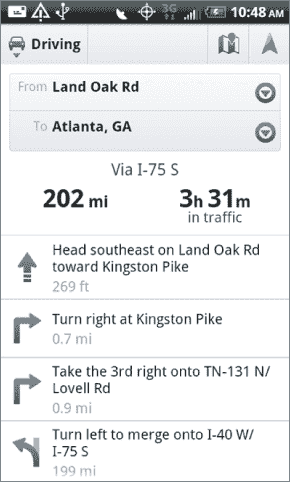 3G 10:48 AM
Driving
From Land Oak Rd
To Atlanta, GA
Via I-75 S
202 mi 3h 31m
in traffic
Head southeast on Land Oak Rd
toward Kingston Pike
269 ft
Turn right at Kingston Pike
0.7 mi
Take the 3rd right onto TN-131 N/
Lovell Rd
0.9 mi
Turn left to merge onto I-40 W/
I-75 S
199 mi